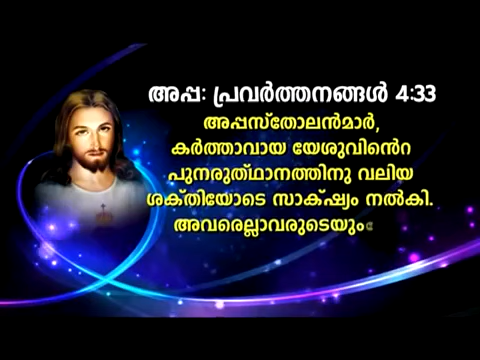 അപ്പ: പ്രവർത്തനങ്ങൾ 4:33
അപ്പസ്തോലൻമാർ,
കർത്താവായ യേശുവിൻെറ
പുനരുത്ഥാനത്തിനു വലിയ
ശക്തിയോടെ സാക്ഷ്യം നൽകി.
അവരെല്ലാവരുടെയും